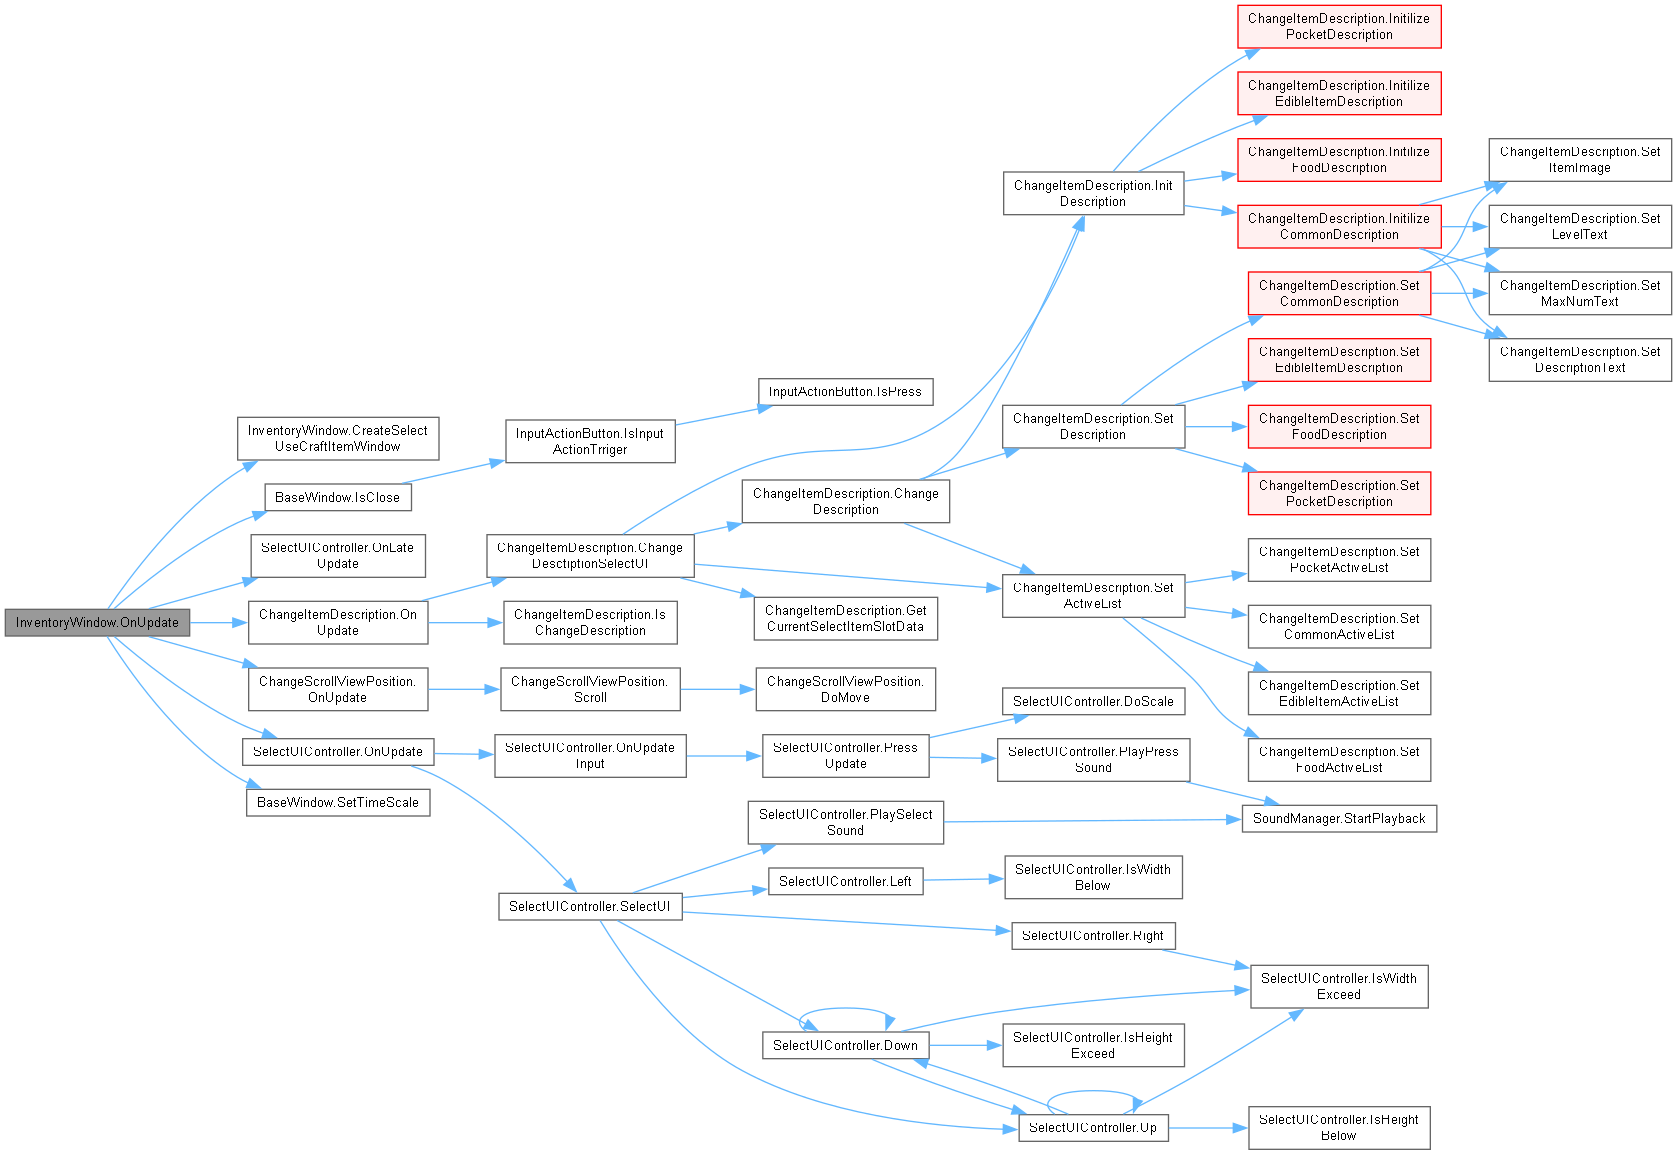 ChangeItemDescription.Initilize
PocketDescription
ChangeItemDescription.Initilize
EdibleItemDescription
ChangeItemDescription.Initilize
FoodDescription
ChangeItemDescription.Set
ItemImage
ChangeItemDescription.Init
Description
ChangeItemDescription.Initilize
CommonDescription
ChangeItemDescription.Set
LevelText
ChangeItemDescription.Set
CommonDescription
ChangeItemDescription.Set
MaxNumText
ChangeItemDescription.Set
EdibleItemDescription
ChangeItemDescription.Set
DescriptionText
InputActionButton.IsPress
InventoryWindow.CreateSelect
UseCraftItemWindow
InputActionButton.IsInput
ActionTrriger
ChangeItemDescription.Set
Description
ChangeItemDescription.Set
FoodDescription
BaseWindow.IsClose
ChangeItemDescription.Change
Description
ChangeItemDescription.Set
PocketDescription
SelectUIController.OnLate
Update
ChangeItemDescription.Change
DesctiptionSelectUI
ChangeItemDescription.Set
PocketActiveList
InventoryWindow.OnUpdate
ChangeItemDescription.On
Update
ChangeItemDescription.Is
ChangeDescription
ChangeItemDescription.Get
CurrentSelectItemSlotData
ChangeItemDescription.Set
ActiveList
ChangeItemDescription.Set
CommonActiveList
ChangeScrollViewPosition.
OnUpdate
ChangeScrollViewPosition.
Scroll
ChangeScrollViewPosition.
DoMove
SelectUIController.DoScale
ChangeItemDescription.Set
EdibleItemActiveList
SelectUIController.OnUpdate
SelectUIController.OnUpdate
Input
SelectUIController.Press
Update
SelectUIController.PlayPress
Sound
ChangeItemDescription.Set
FoodActiveList
BaseWindow.SetTimeScale
SelectUIController.PlaySelect
Sound
SoundManager.StartPlayback
SelectUIController.SelectUI
SelectUIController.Left
SelectUIController.IsWidth
Below
SelectUIController.Right
SelectUIController.IsWidth
Exceed
SelectUIController.Down
SelectUIController.IsHeight
Exceed
SelectUIController.Up
SelectUIController.IsHeight
Below